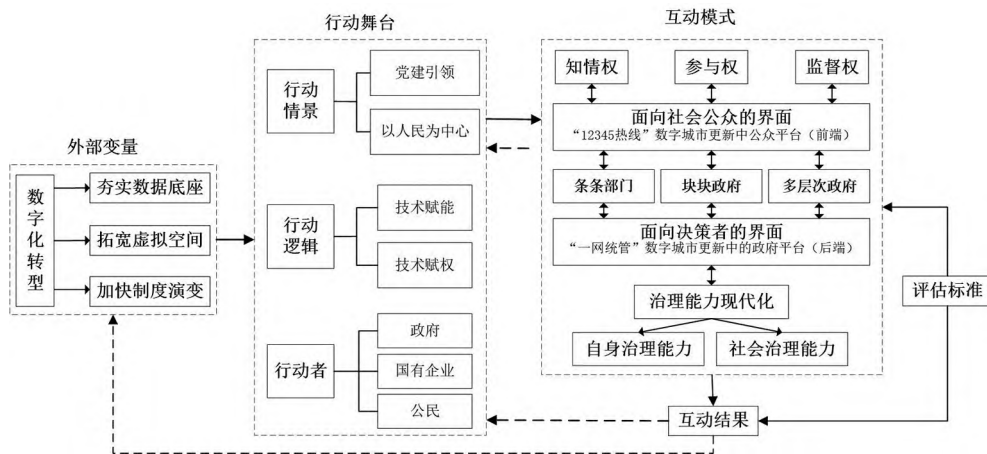 外部变量
数字化转型
夯实数据底座
拓宽虚拟空间
加快制度演变
行动舞台
行动
情景
党建引领
以人民为中心
行动
逻辑
技术赋能
技术赋权
行动者
政府
国有企业
公民
互动模式
知情权
参与权
监督权
面向社会公众的界面
“12345热线”数字城市更新中公众平台（前端）
条条部门
块块政府
多层次政府
面向决策者的界面
“一网统管”数字城市更新中的政府平台（后端）
治理能力现代化
自身治理能力
社会治理能力
互动结果
评估标准